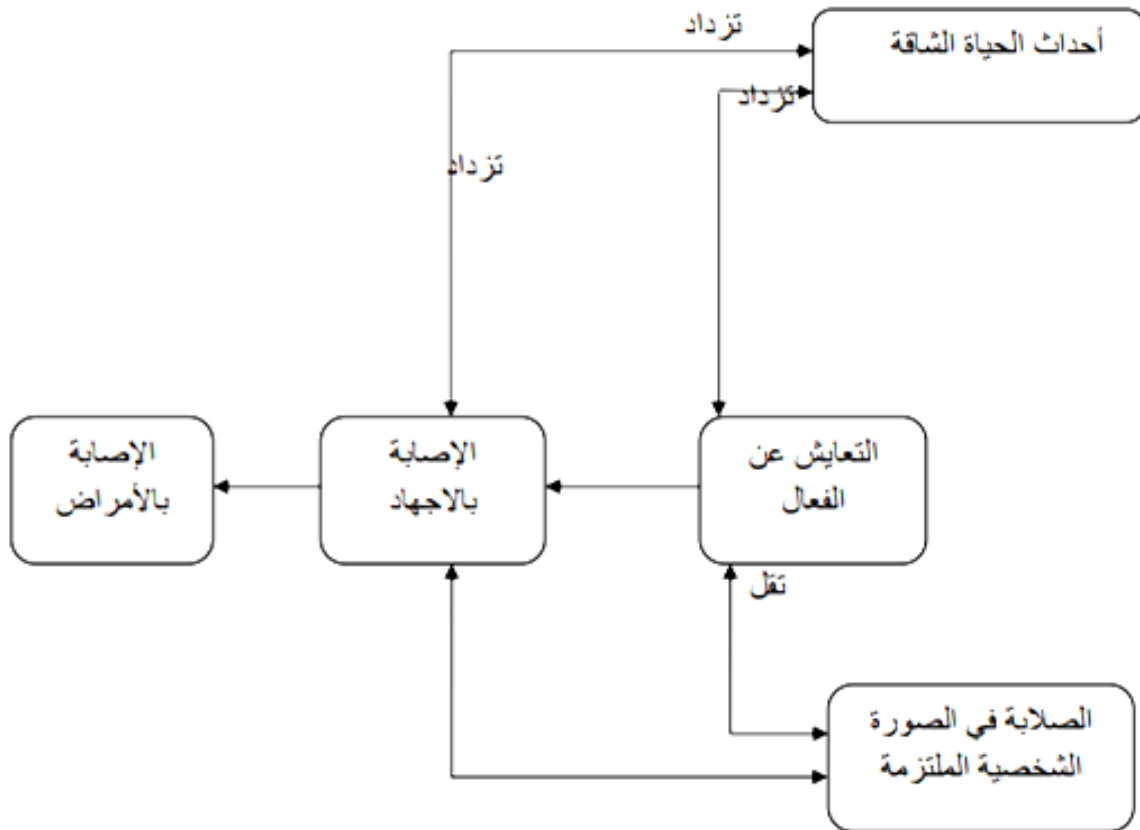 تزداد
أحداث الحياة الشاقة
تزداد
تزداد
التعايش عن
الفعال
الإصابة
بالاجهاد
الإصابة
بالأمراض
تقل
الصلابة في الصورة
الشخصية الملتزمة